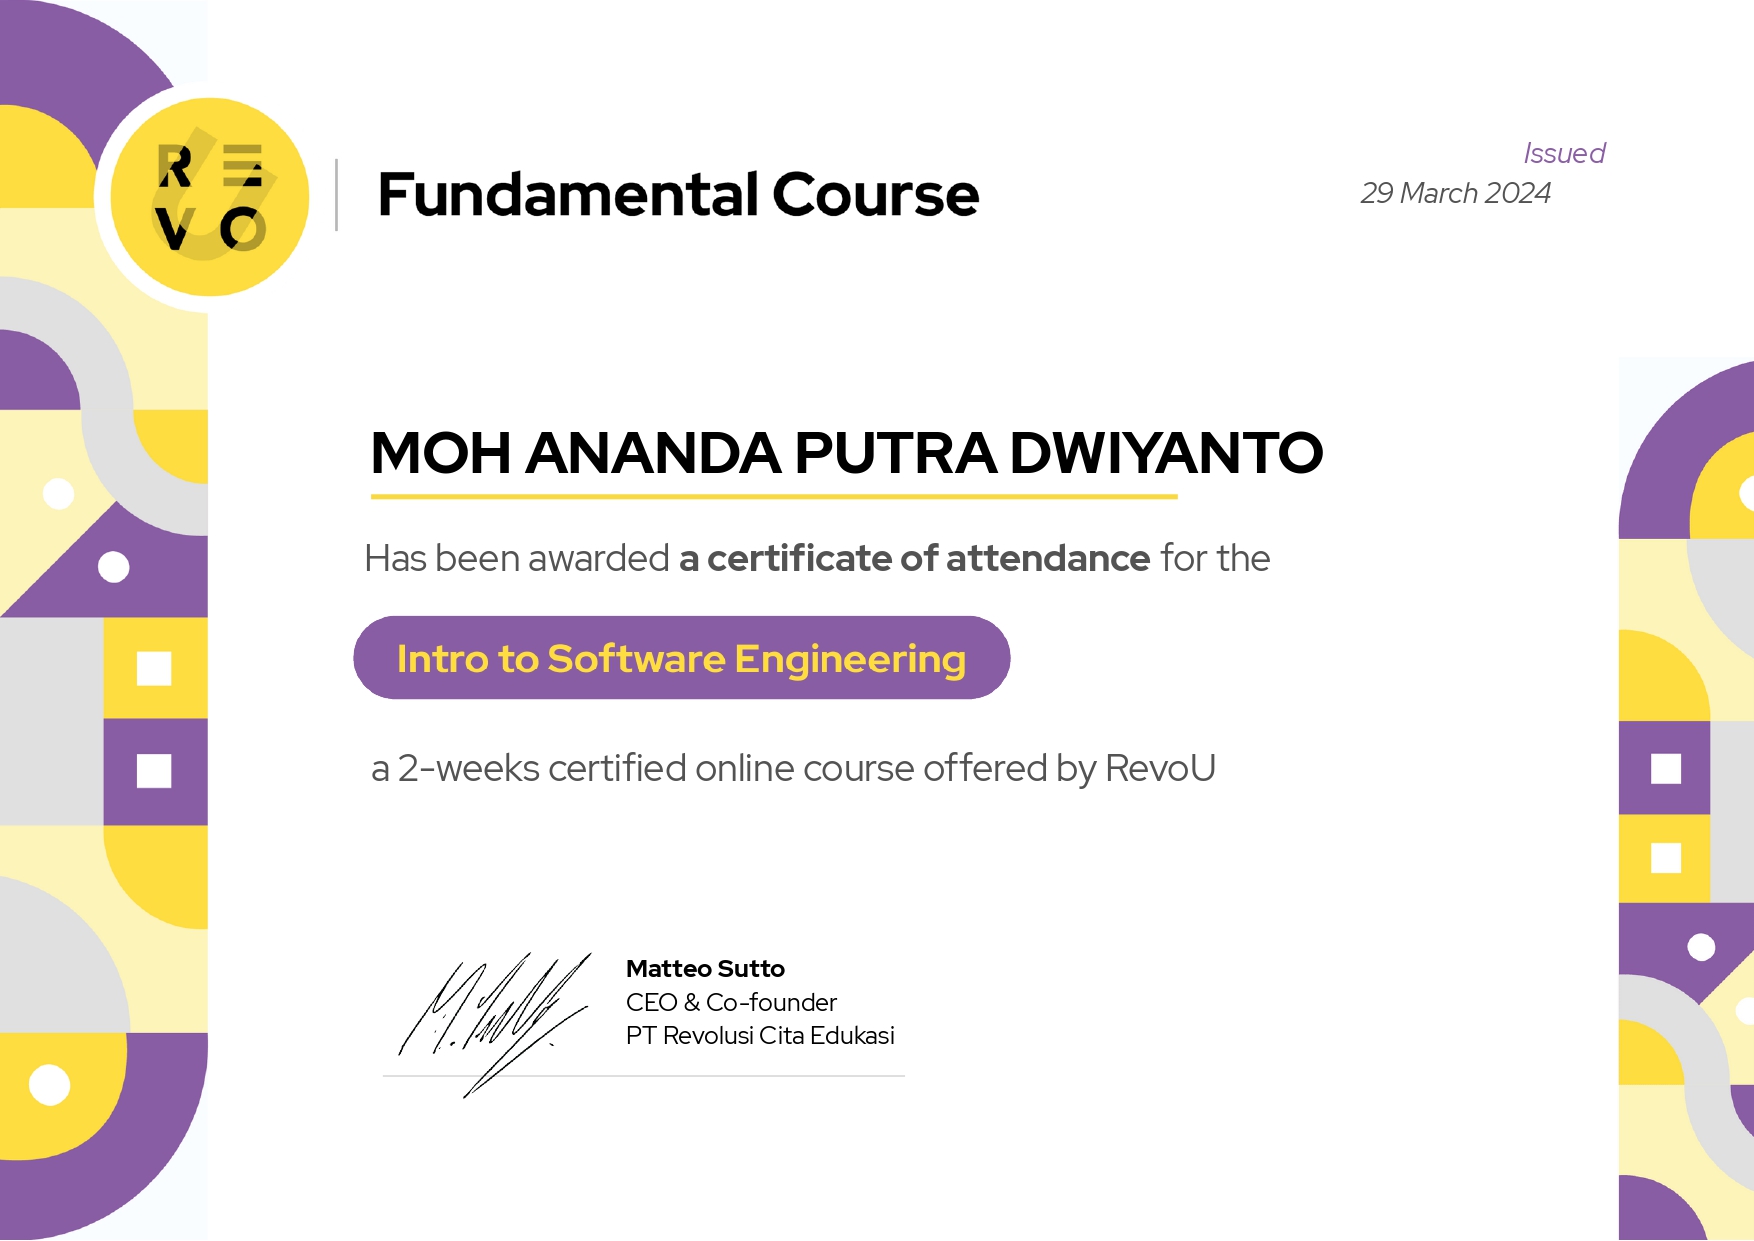 RE
VO
Fundamental Course
Issued
29 March 2024
MOH ANANDA PUTRA DWIYANTO
Has been awarded a certificate of attendance for the
Intro to Software Engineering
a 2-weeks certified online course offered by RevoU
Matteo Sutto
CEO & Co-founder
PT Revolusi Cita Edukasi